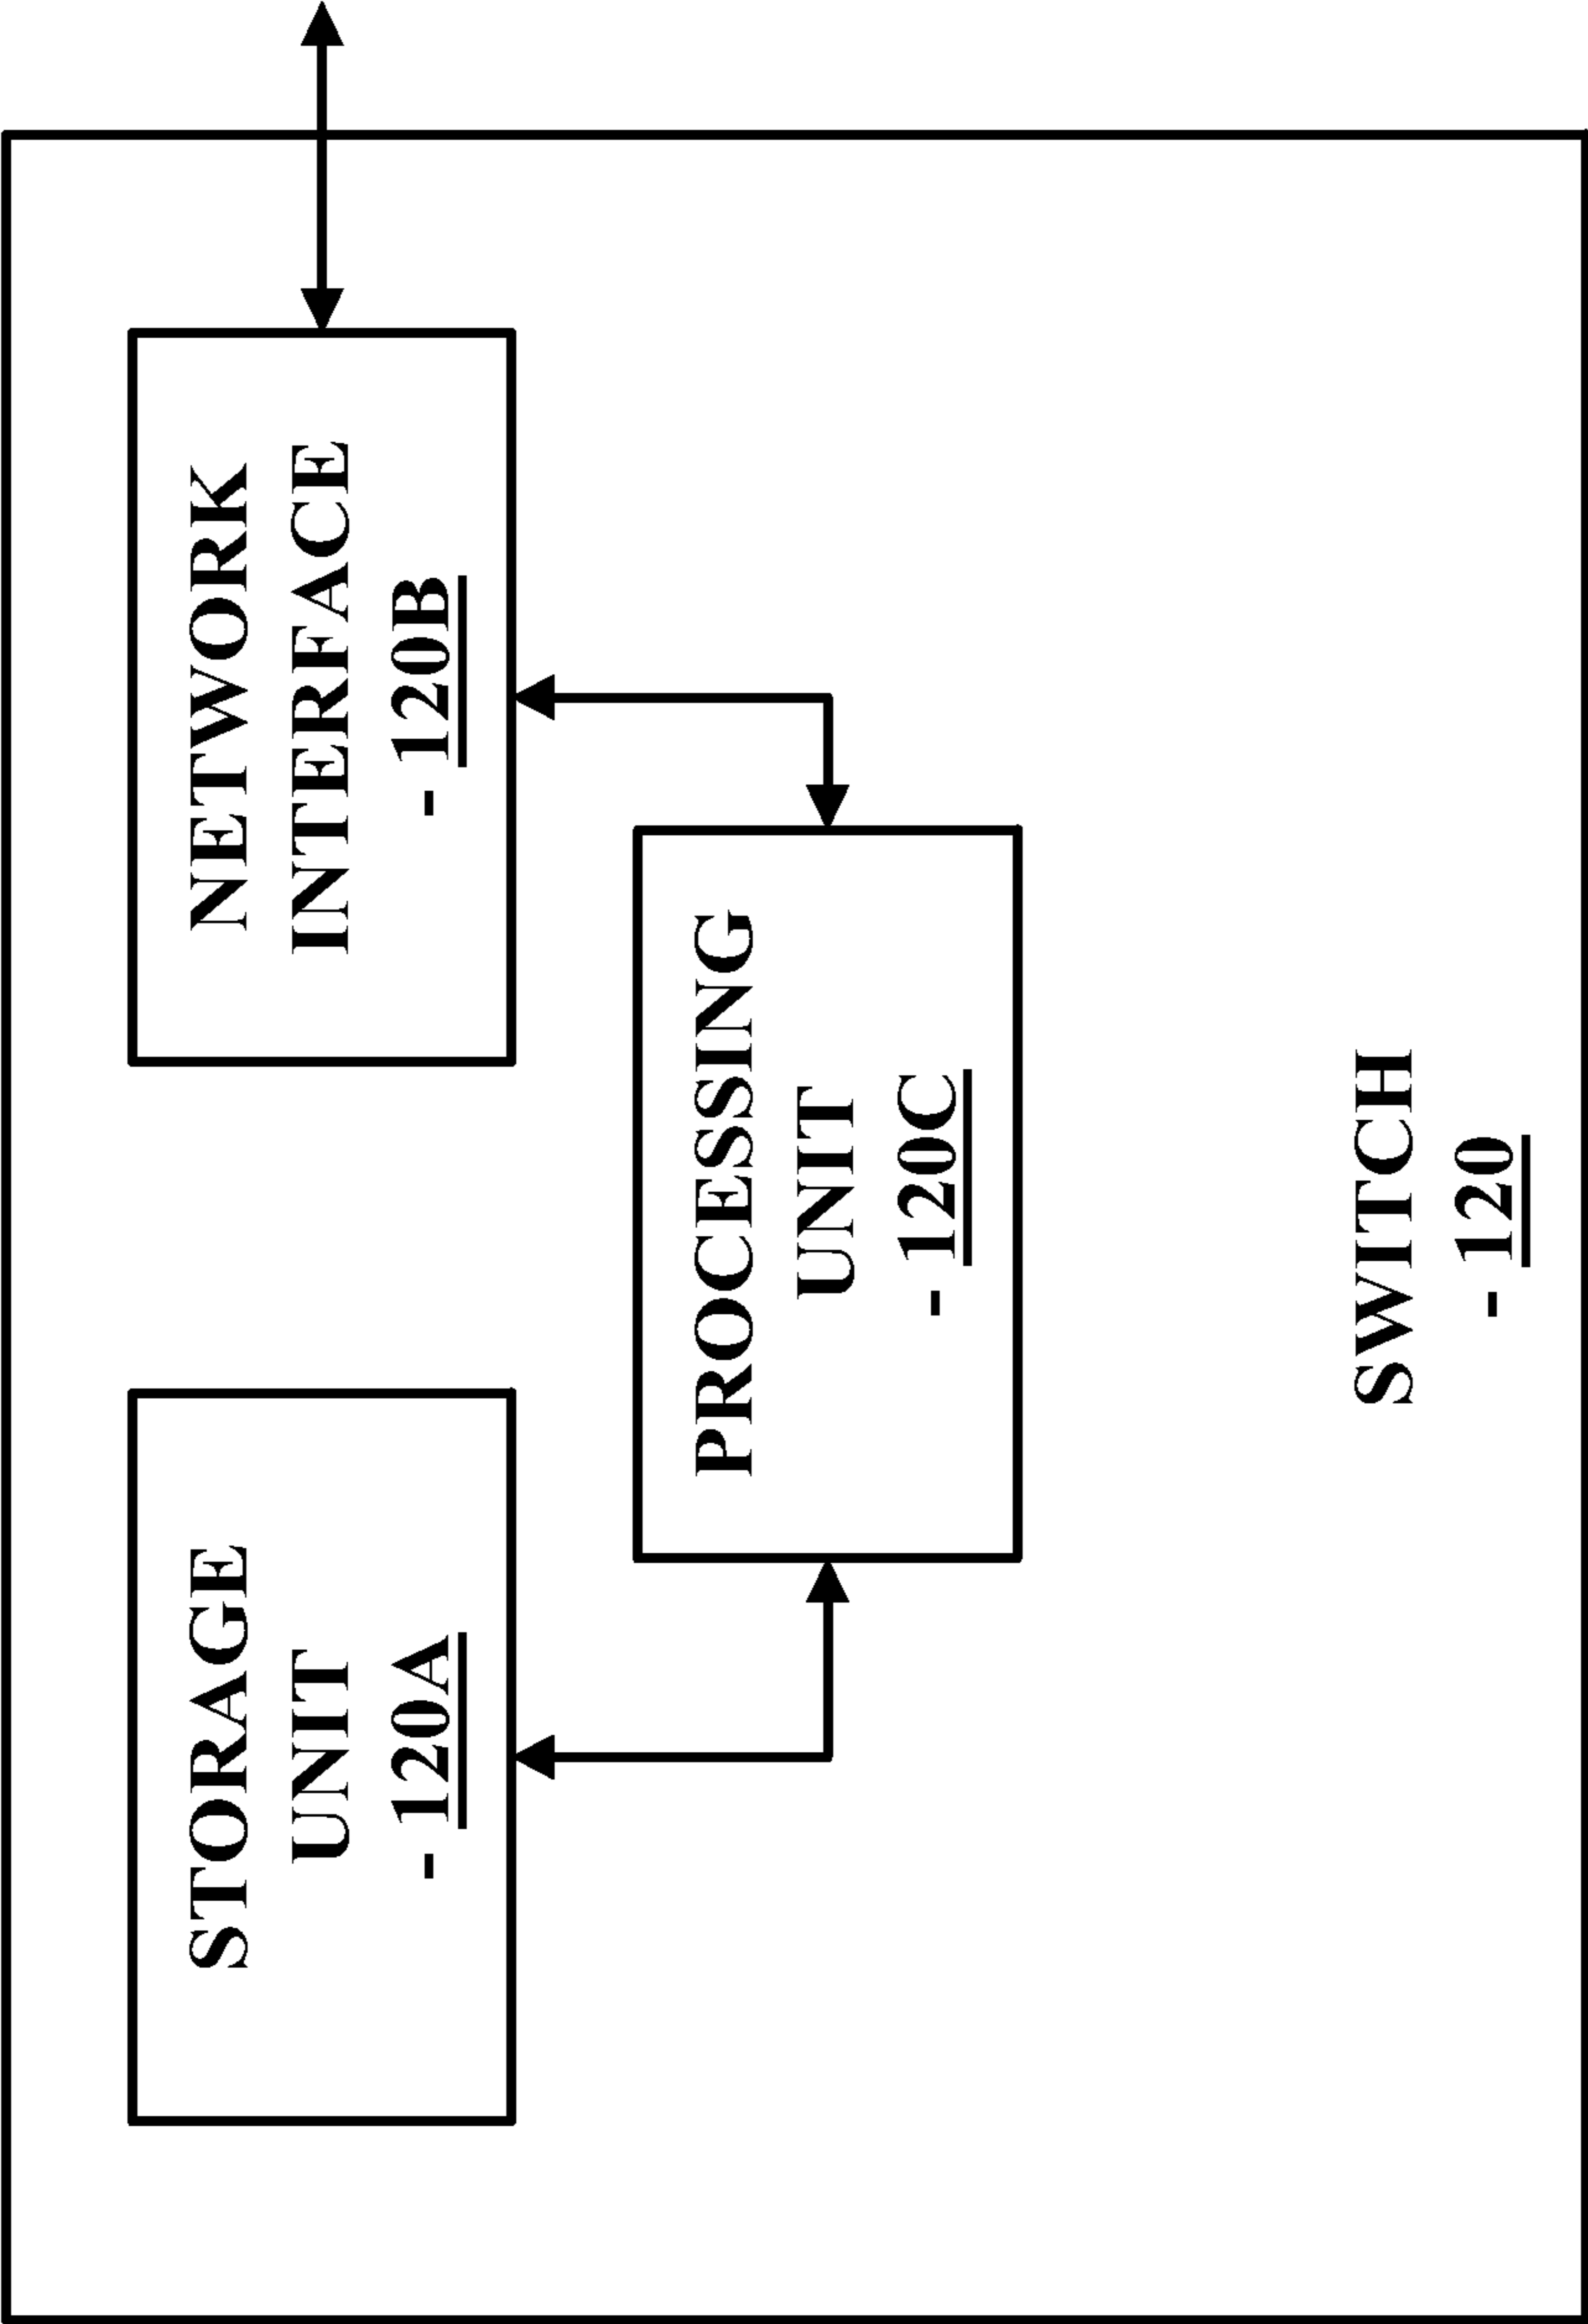 STORAGE
UNIT
- 120A
NETWORK
INTERFACE
- 120B
PROCESSING
UNIT
- 120C
SWITCH
- 120